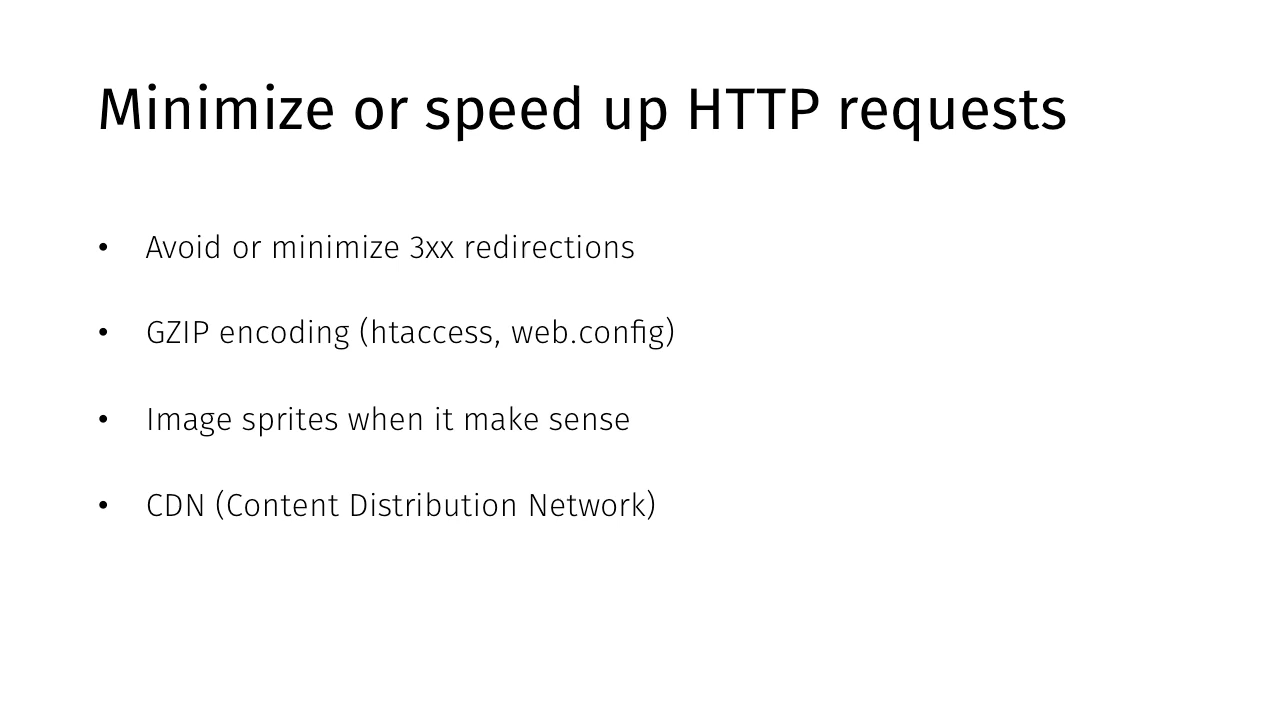 Minimize or speed up HTTP requests
• Avoid or minimize 3xx redirections
• GZIP encoding (htaccess, web.config)
• Image sprites when it make sense
• CDN (Content Distribution Network)